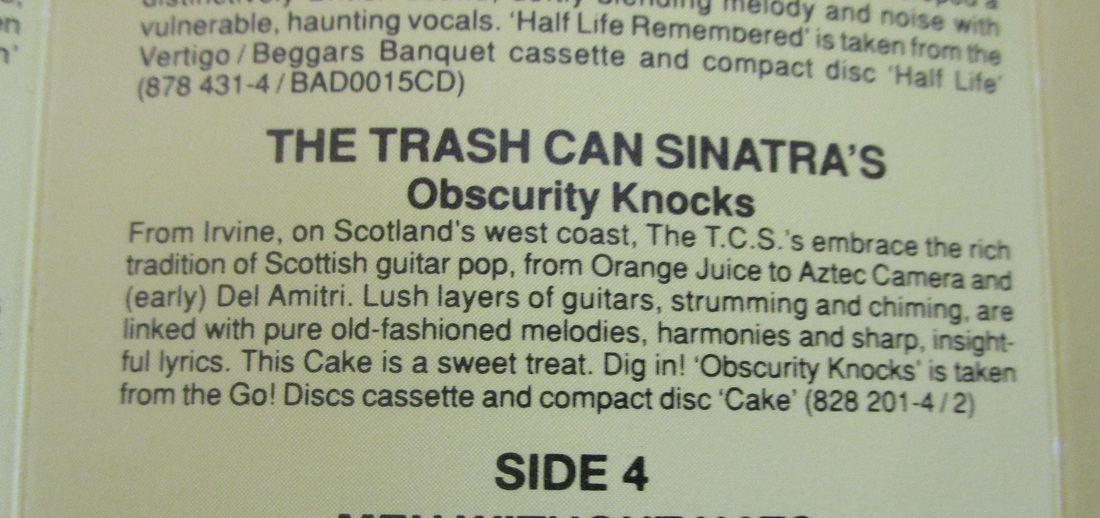 melody and noise with
vulnerable, haunting vocals. 'Half Life Remembered' is taken from the
Vertigo / Beggars Banquet cassette and compact disc 'Half Life'
(878 431-4 / BAD0015CD)
THE TRASH CAN SINATRA'S
Obscurity Knocks
From Irvine, on Scotland's west coast, The T.C.S.'s embrace the rich
tradition of Scottish guitar pop, from Orange Juice to Aztec Camera and
(early) Del Amitri. Lush layers of guitars, strumming and chiming, are
linked with pure old-fashioned melodies, harmonies and sharp, insight-
ful lyrics. This Cake is a sweet treat. Dig in! 'Obscurity Knocks' is taken
from the Go! Discs cassette and compact disc 'Cake' (828 201-4 / 2)
SIDE 4